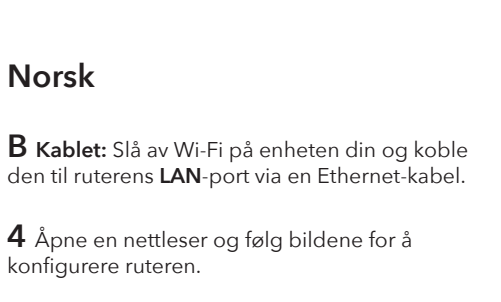 Norsk
B Kablet: Slå av Wi-Fi på enheten din og koble
den til ruterens LAN-port via en Ethernet-kabel.
4 Åpne en nettleser og følg bildene for å
konfigurere ruteren.